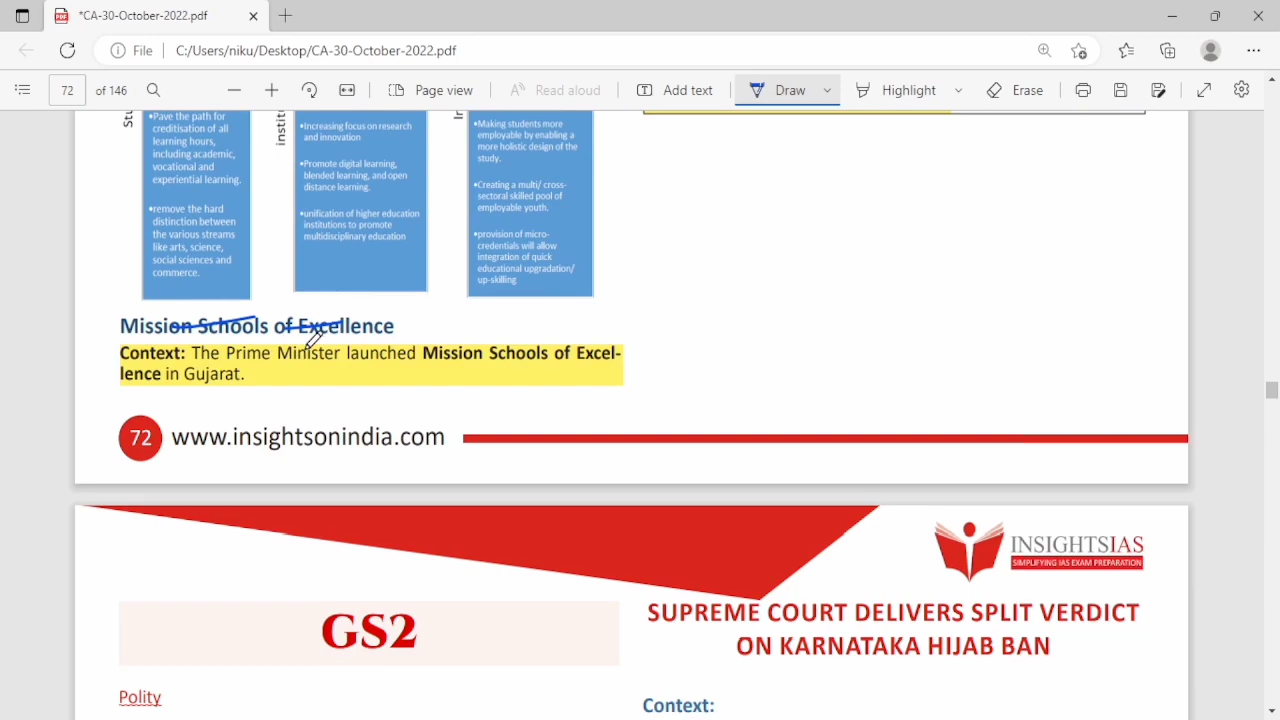 *CA-30-October-2022.pdf
File
C:/Users/niku/Desktop/CA-30-October-2022.pdf
72 of 146
Page view
Read aloud
Add text
Draw
Highlight
Erase
•Pave the path for
creditisation of all
learning hours,
including academic,
vocational and
experiential learning.
•remove the hard
distinction between
the various streams
like arts, science,
social sciences and
commerce.
•Increasing focus on research
and innovation
•Promote digital learning,
blended learning, and open
distance learning.
•unification of higher education
institutions to promote
multidisciplinary education
•Making students more
employable by enabling a
more holistic design of the
study.
•Creating a multi/ cross-
sectoral skilled pool of
employable youth.
•provision of micro-
credentials will allow
integration of quick
educational upgradation/
up-skilling
Mission Schools of Excellence
Context: The Prime Minister launched Mission Schools of Excel-
lence in Gujarat.
72 www.insightsonindia.com
INSIGHTSIAS
SIMPLIFYING IAS EXAM PREPARATION
GS2
Polity
SUPREME COURT DELIVERS SPLIT VERDICT
ON KARNATAKA HIJAB BAN
Context: